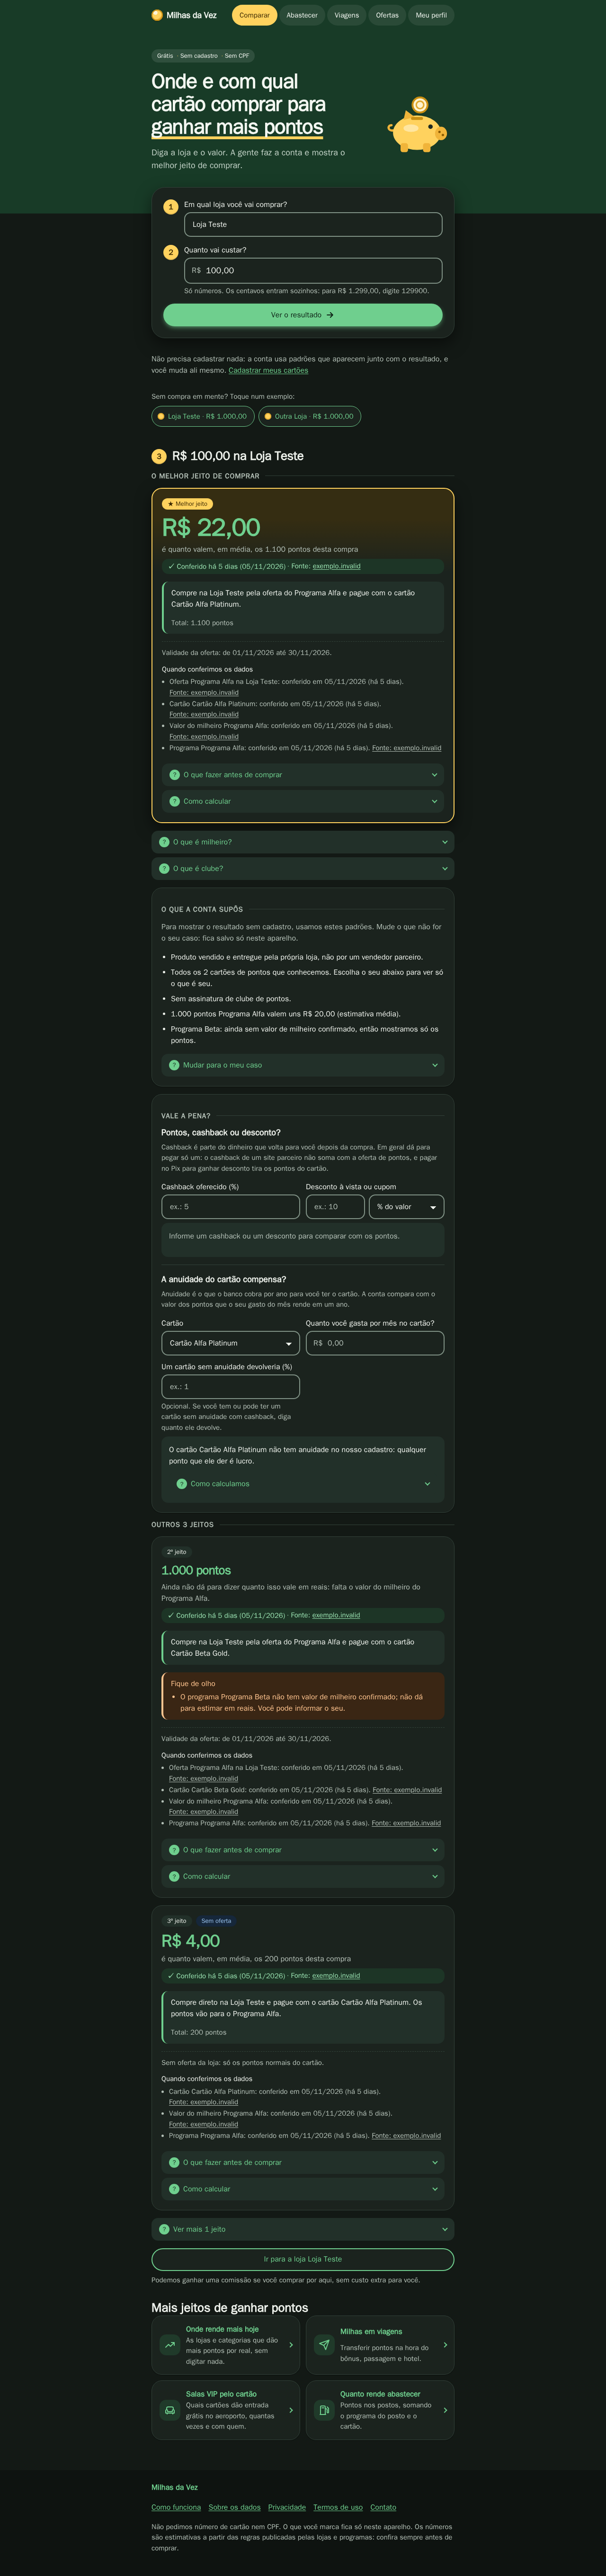 Milhas da Vez
Comparar
Abastecer
Viagens
Ofertas
Meu perfil
Grátis · Sem cadastro · Sem CPF
Onde e com qual
cartão comprar para
ganhar mais pontos
Diga a loja e o valor. A gente faz a conta e mostra o
melhor jeito de comprar.
1
Em qual loja você vai comprar?
Loja Teste
2
Quanto vai custar?
R$ 100,00
Só números. Os centavos entram sozinhos: para R$ 1.299,00, digite 129900.
Ver o resultado →
Não precisa cadastrar nada: a conta usa padrões que aparecem junto com o resultado, e
você muda ali mesmo. Cadastrar meus cartões
Sem compra em mente? Toque num exemplo:
Loja Teste · R$ 1.000,00
Outra Loja · R$ 1.000,00
3
R$ 100,00 na Loja Teste
O MELHOR JEITO DE COMPRAR
★ Melhor jeito
R$ 22,00
é quanto valem, em média, os 1.100 pontos desta compra
✓ Conferido há 5 dias (05/11/2026) · Fonte: exemplo.invalid
Compre na Loja Teste pela oferta do Programa Alfa e pague com o cartão
Cartão Alfa Platinum.
Total: 1.100 pontos
Validade da oferta: de 01/11/2026 até 30/11/2026.
Quando conferimos os dados
• Oferta Programa Alfa na Loja Teste: conferido em 05/11/2026 (há 5 dias).
Fonte: exemplo.invalid
• Cartão Cartão Alfa Platinum: conferido em 05/11/2026 (há 5 dias).
Fonte: exemplo.invalid
• Valor do milheiro Programa Alfa: conferido em 05/11/2026 (há 5 dias).
Fonte: exemplo.invalid
• Programa Programa Alfa: conferido em 05/11/2026 (há 5 dias). Fonte: exemplo.invalid
? O que fazer antes de comprar
? Como calcular
? O que é milheiro?
? O que é clube?
O QUE A CONTA SUPÔS
Para mostrar o resultado sem cadastro, usamos estes padrões. Mude o que não for
o seu caso: fica salvo só neste aparelho.
• Produto vendido e entregue pela própria loja, não por um vendedor parceiro.
• Todos os 2 cartões de pontos que conhecemos. Escolha o seu abaixo para ver só
o que é seu.
• Sem assinatura de clube de pontos.
• 1.000 pontos Programa Alfa valem uns R$ 20,00 (estimativa média).
• Programa Beta: ainda sem valor de milheiro confirmado, então mostramos só os
pontos.
? Mudar para o meu caso
VALE A PENA?
Pontos, cashback ou desconto?
Cashback é parte do dinheiro que volta para você depois da compra. Em geral dá para
pegar só um: o cashback de um site parceiro não soma com a oferta de pontos, e pagar
no Pix para ganhar desconto tira os pontos do cartão.
Cashback oferecido (%)
Desconto à vista ou cupom
ex.: 5
ex.: 10
% do valor
Informe um cashback ou um desconto para comparar com os pontos.
A anuidade do cartão compensa?
Anuidade é o que o banco cobra por ano para você ter o cartão. A conta compara com o
valor dos pontos que o seu gasto do mês rende em um ano.
Cartão
Quanto você gasta por mês no cartão?
Cartão Alfa Platinum
R$ 0,00
Um cartão sem anuidade devolveria (%)
ex.: 1
Opcional. Se você tem ou pode ter um
cartão sem anuidade com cashback, diga
quanto ele devolve.
O cartão Cartão Alfa Platinum não tem anuidade no nosso cadastro: qualquer
ponto que ele der é lucro.
? Como calculamos
OUTROS 3 JEITOS
2º jeito
1.000 pontos
Ainda não dá para dizer quanto isso vale em reais: falta o valor do milheiro do
Programa Alfa.
✓ Conferido há 5 dias (05/11/2026) · Fonte: exemplo.invalid
Compre na Loja Teste pela oferta do Programa Alfa e pague com o cartão
Cartão Beta Gold.
Fique de olho
• O programa Programa Beta não tem valor de milheiro confirmado; não dá
para estimar em reais. Você pode informar o seu.
Validade da oferta: de 01/11/2026 até 30/11/2026.
Quando conferimos os dados
• Oferta Programa Alfa na Loja Teste: conferido em 05/11/2026 (há 5 dias).
Fonte: exemplo.invalid
• Cartão Cartão Beta Gold: conferido em 05/11/2026 (há 5 dias). Fonte: exemplo.invalid
• Valor do milheiro Programa Alfa: conferido em 05/11/2026 (há 5 dias).
Fonte: exemplo.invalid
• Programa Programa Alfa: conferido em 05/11/2026 (há 5 dias). Fonte: exemplo.invalid
? O que fazer antes de comprar
? Como calcular
3º jeito
Sem oferta
R$ 4,00
é quanto valem, em média, os 200 pontos desta compra
✓ Conferido há 5 dias (05/11/2026) · Fonte: exemplo.invalid
Compre direto na Loja Teste e pague com o cartão Cartão Alfa Platinum. Os
pontos vão para o Programa Alfa.
Total: 200 pontos
Sem oferta da loja: só os pontos normais do cartão.
Quando conferimos os dados
• Cartão Cartão Alfa Platinum: conferido em 05/11/2026 (há 5 dias).
Fonte: exemplo.invalid
• Valor do milheiro Programa Alfa: conferido em 05/11/2026 (há 5 dias).
Fonte: exemplo.invalid
• Programa Programa Alfa: conferido em 05/11/2026 (há 5 dias). Fonte: exemplo.invalid
? O que fazer antes de comprar
? Como calcular
? Ver mais 1 jeito
Ir para a loja Loja Teste
Podemos ganhar uma comissão se você comprar por aqui, sem custo extra para você.
Mais jeitos de ganhar pontos
Onde rende mais hoje
As lojas e categorias que dão
mais pontos por real, sem
digitar nada.
Milhas em viagens
Transferir pontos na hora do
bônus, passagem e hotel.
Salas VIP pelo cartão
Quais cartões dão entrada
grátis no aeroporto, quantas
vezes e com quem.
Quanto rende abastecer
Pontos nos postos, somando
o programa do posto e o
cartão.
Milhas da Vez
Como funciona
Sobre os dados
Privacidade
Termos de uso
Contato
Não pedimos número de cartão nem CPF. O que você marca fica só neste aparelho. Os números
são estimativas a partir das regras publicadas pelas lojas e programas: confira sempre antes de
comprar.